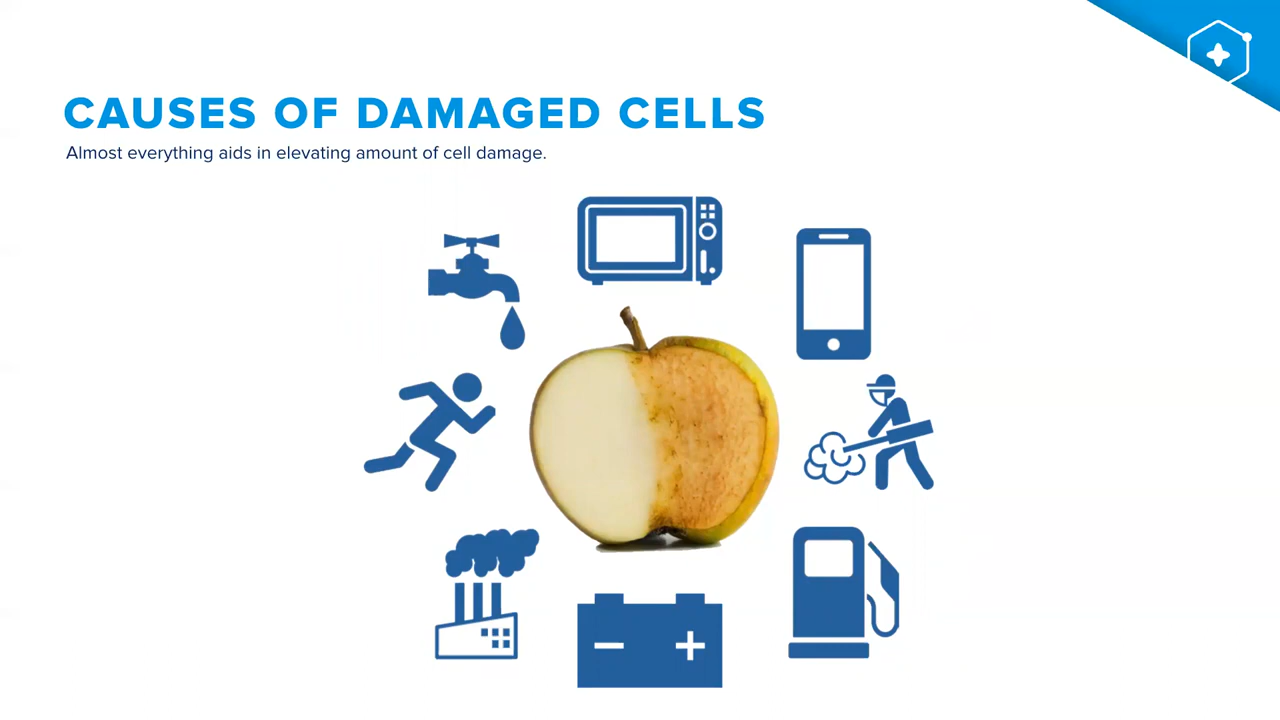 CAUSES OF DAMAGED CELLS
Almost everything aids in elevating amount of cell damage.